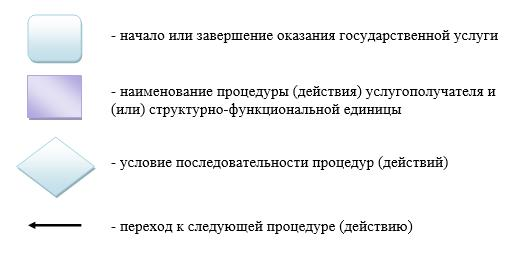 - начало или завершение оказания государственной услуги
- наименование процедуры (действия) услугополучателя и
(или) структурно-функциональной единицы
- условие последовательности процедур (действий)
- переход к следующей процедуре (действию)